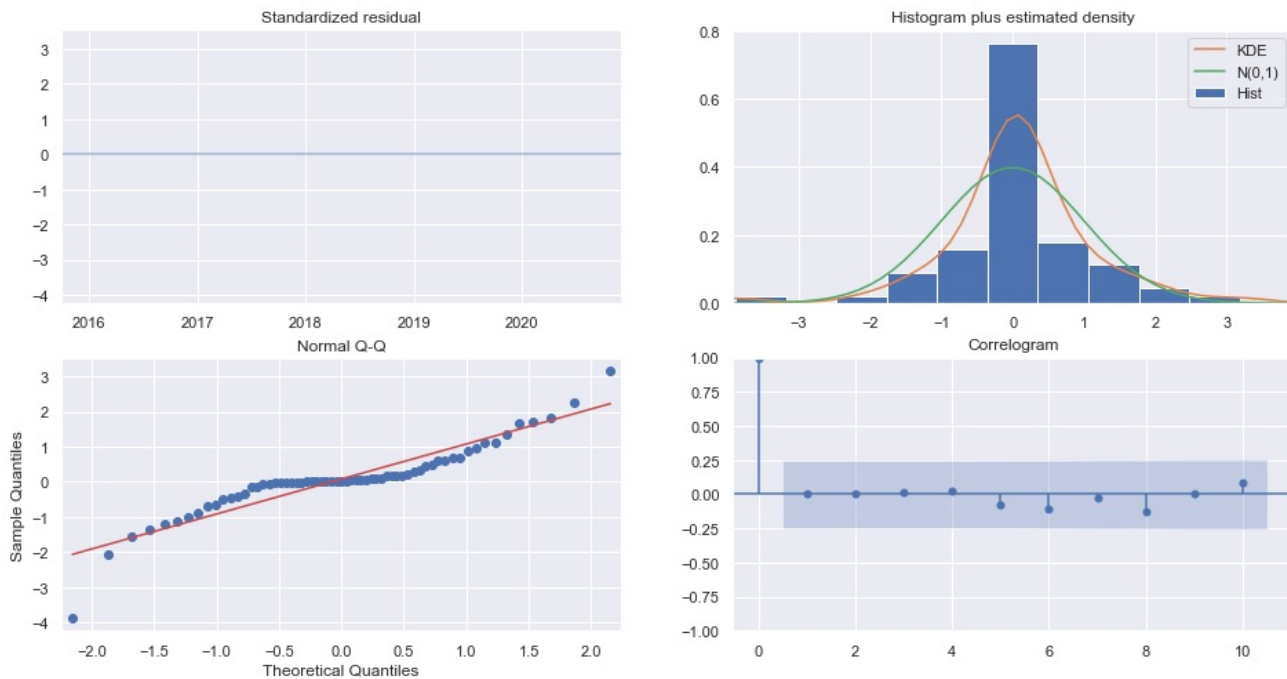 Standardized residual
3
2
1
0
−1
−2
−3
−4
2016 2017 2018 2019 2020
Histogram plus estimated density
KDE
N(0,1)
Hist
0.8
0.6
0.4
0.2
0.0
−3 −2 −1 0 1 2 3
Normal Q-Q
Sample Quantiles
3
2
1
0
−1
−2
−3
−4
−2.0 −1.5 −1.0 −0.5 0.0 0.5 1.0 1.5 2.0
Theoretical Quantiles
Correlogram
1.00
0.75
0.50
0.25
0.00
−0.25
−0.50
−0.75
−1.00
0 2 4 6 8 10